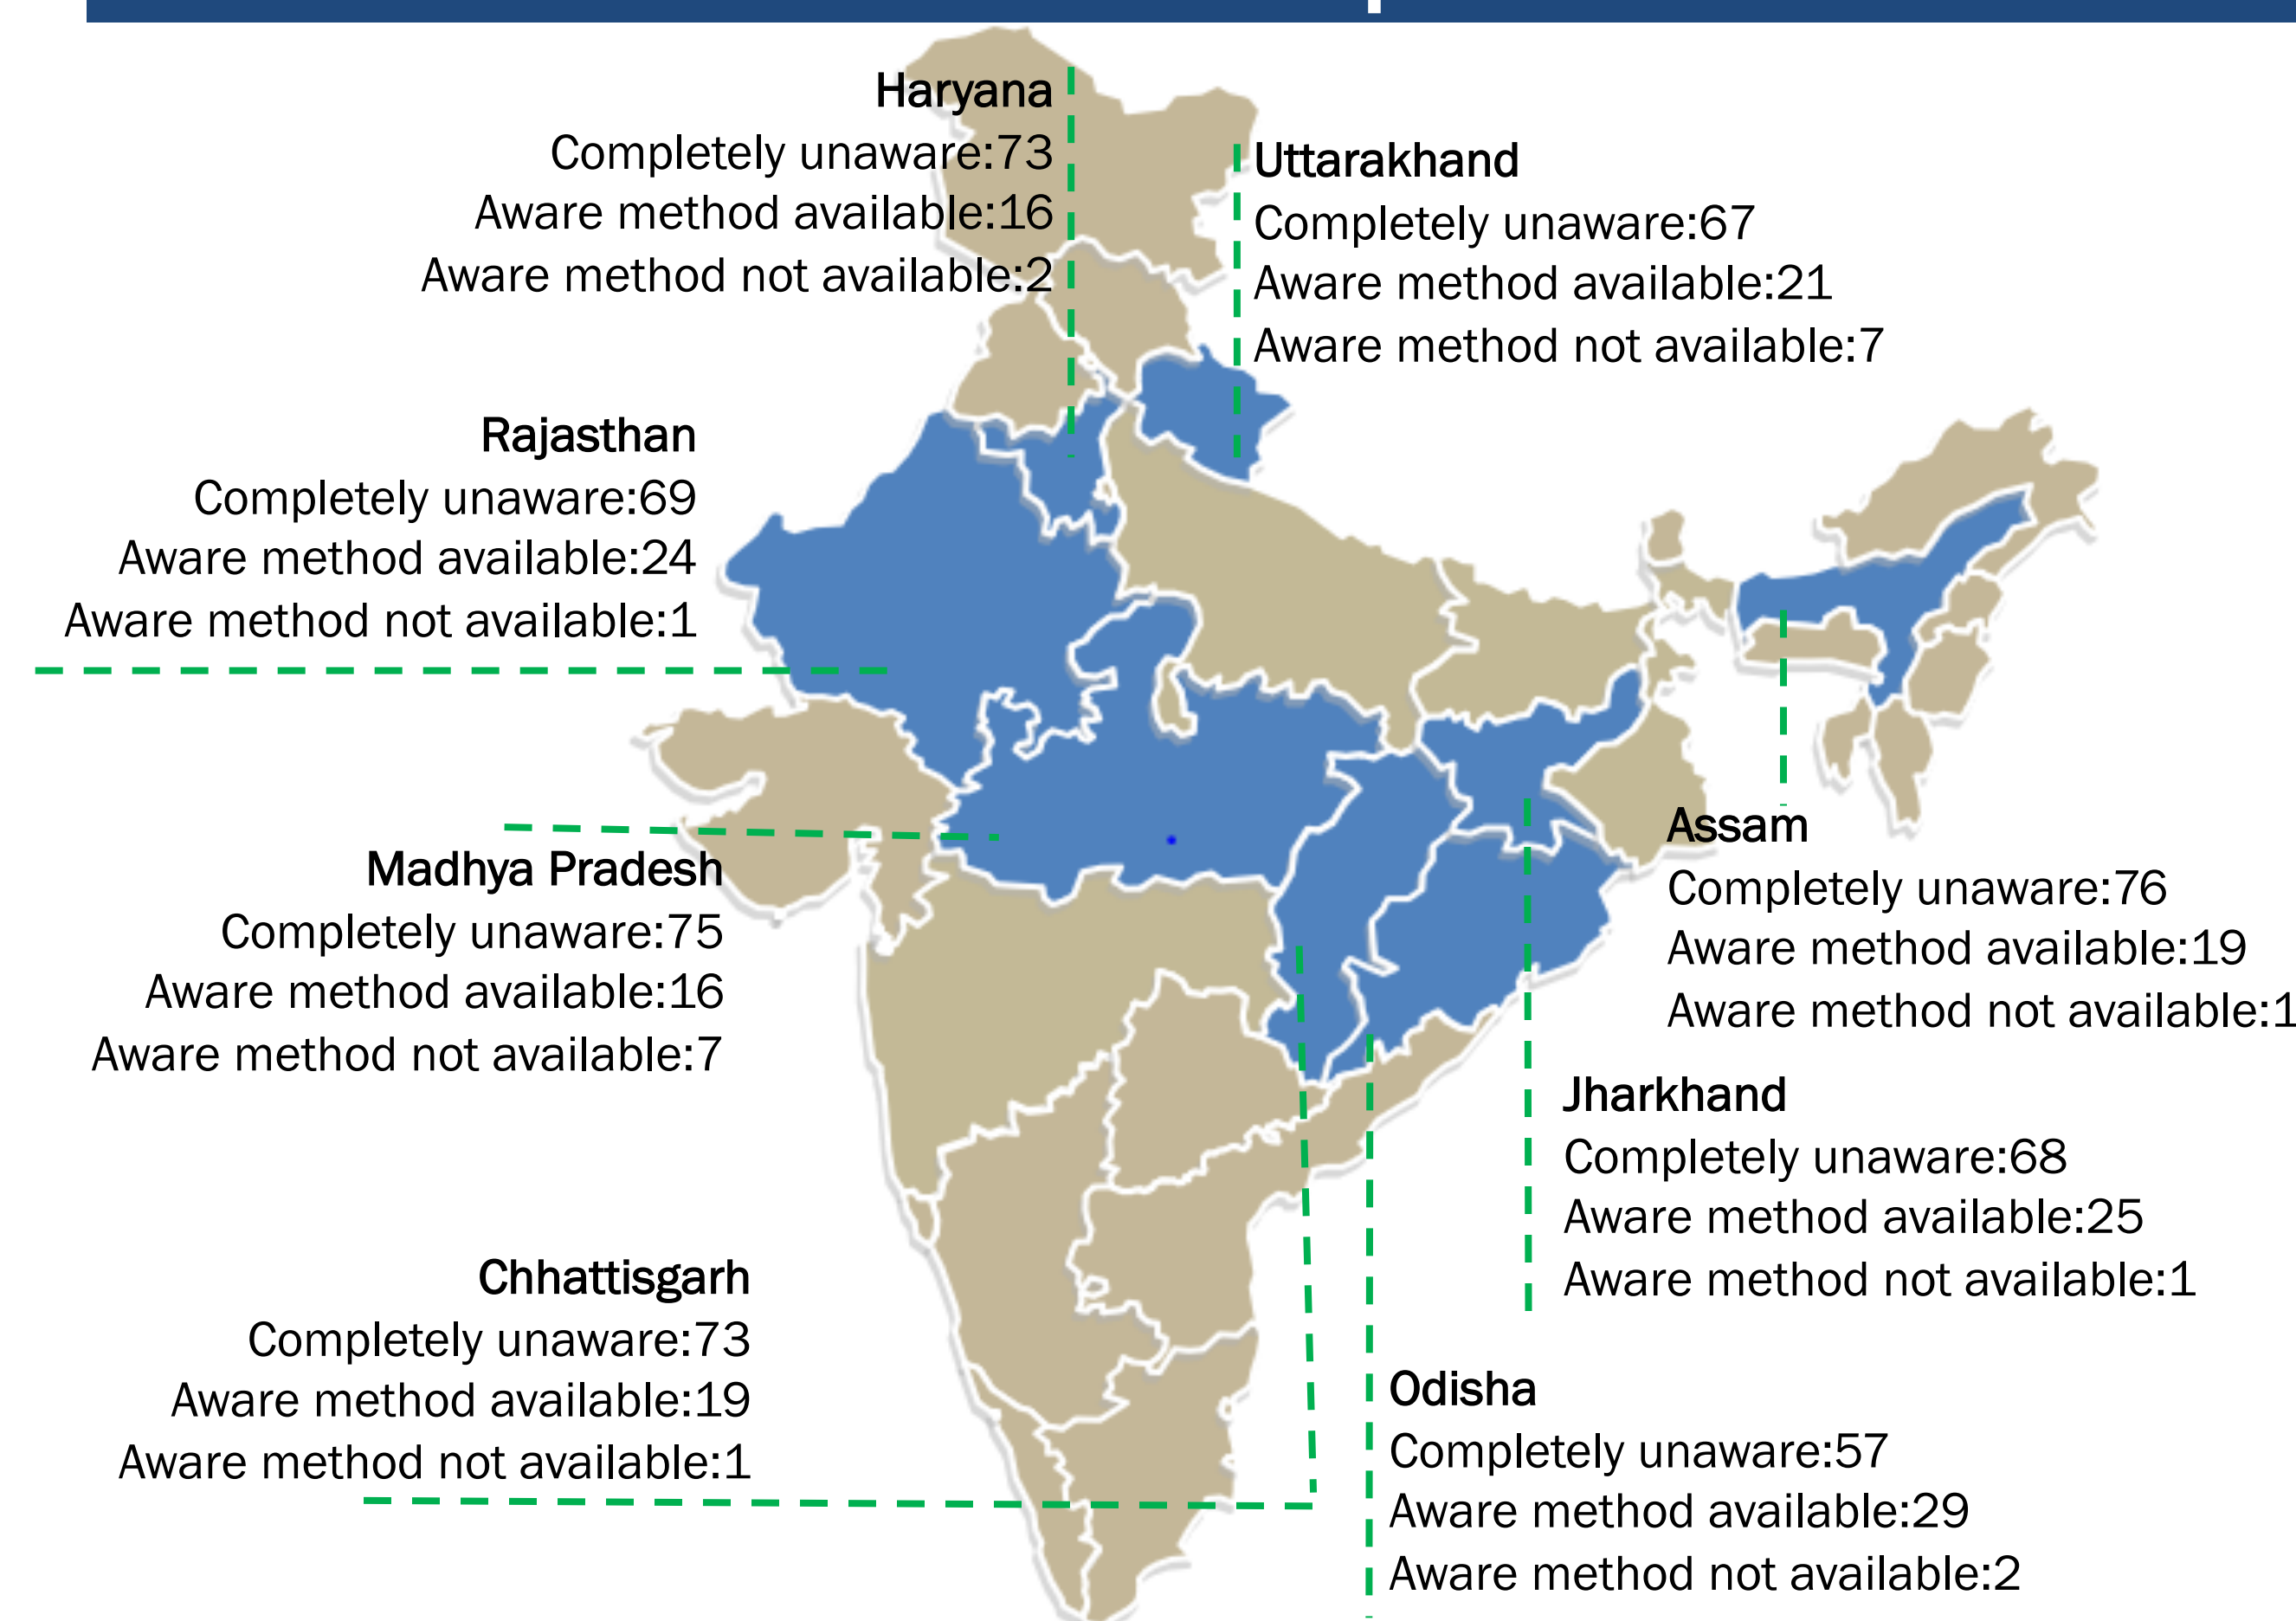 Haryana
Completely unaware:73
Aware method available:16
Aware method not available:2
Uttarakhand
Completely unaware:67
Aware method available:21
Aware method not available:7
Rajasthan
Completely unaware:69
Aware method available:24
Aware method not available:1
Madhya Pradesh
Completely unaware:75
Aware method available:16
Aware method not available:7
Assam
Completely unaware:76
Aware method available:19
Aware method not available:1
Jharkhand
Completely unaware:68
Aware method available:25
Aware method not available:1
Chhattisgarh
Completely unaware:73
Aware method available:19
Aware method not available:1
Odisha
Completely unaware:57
Aware method available:29
Aware method not available:2